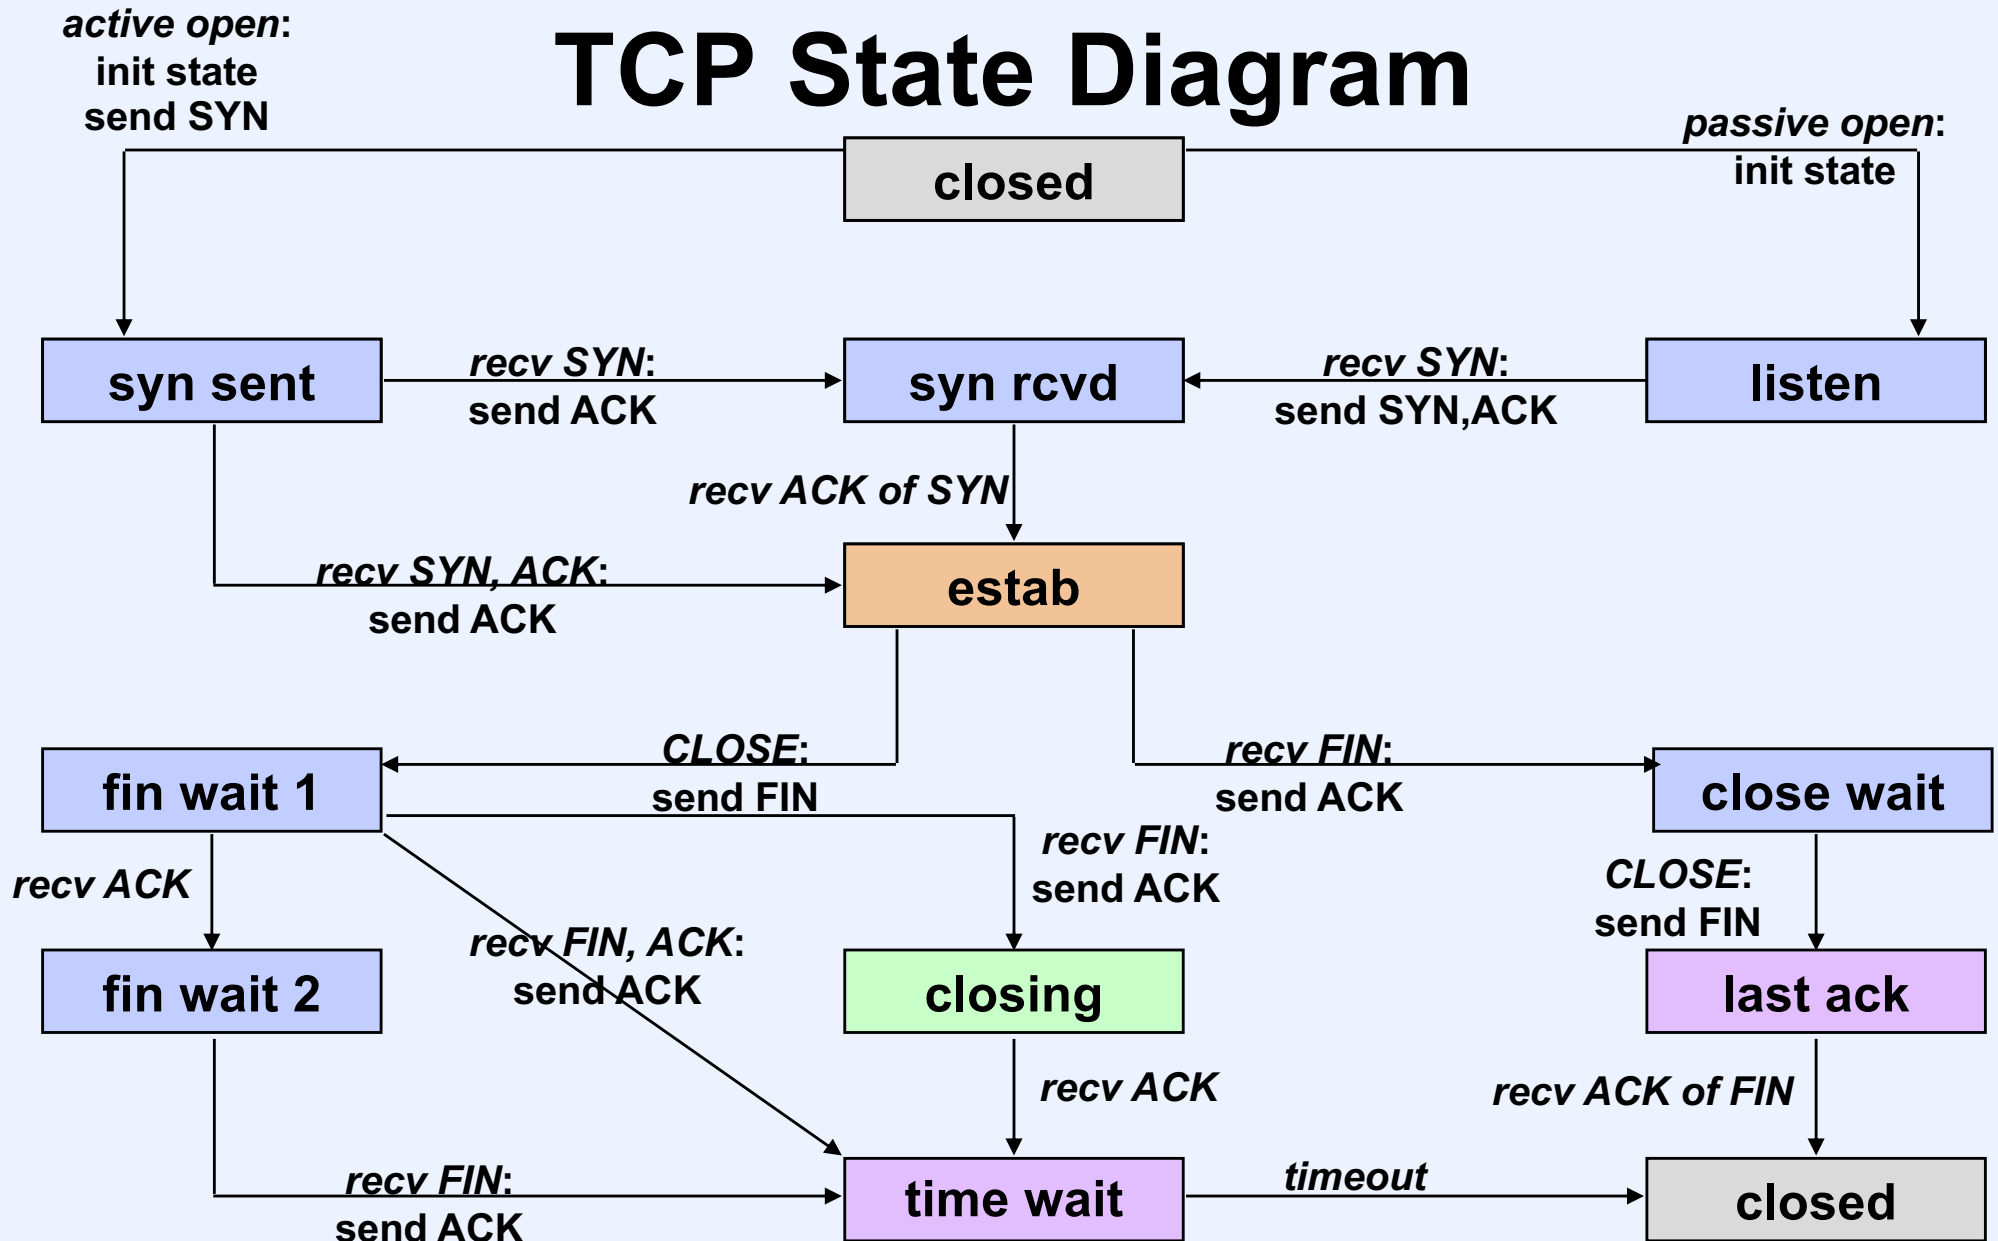 active open:
init state
send SYN
TCP State Diagram
passive open:
init state
closed
syn sent
recv SYN:
send ACK
syn rcvd
recv SYN:
send SYN,ACK
listen
recv ACK of SYN
recv SYN, ACK:
send ACK
estab
CLOSE:
send FIN
recv FIN:
send ACK
fin wait 1
close wait
recv ACK
recv FIN:
send ACK
CLOSE:
send FIN
recv FIN, ACK:
send ACK
fin wait 2
closing
last ack
recv ACK
recv ACK of FIN
recv FIN:
send ACK
time wait
timeout
closed